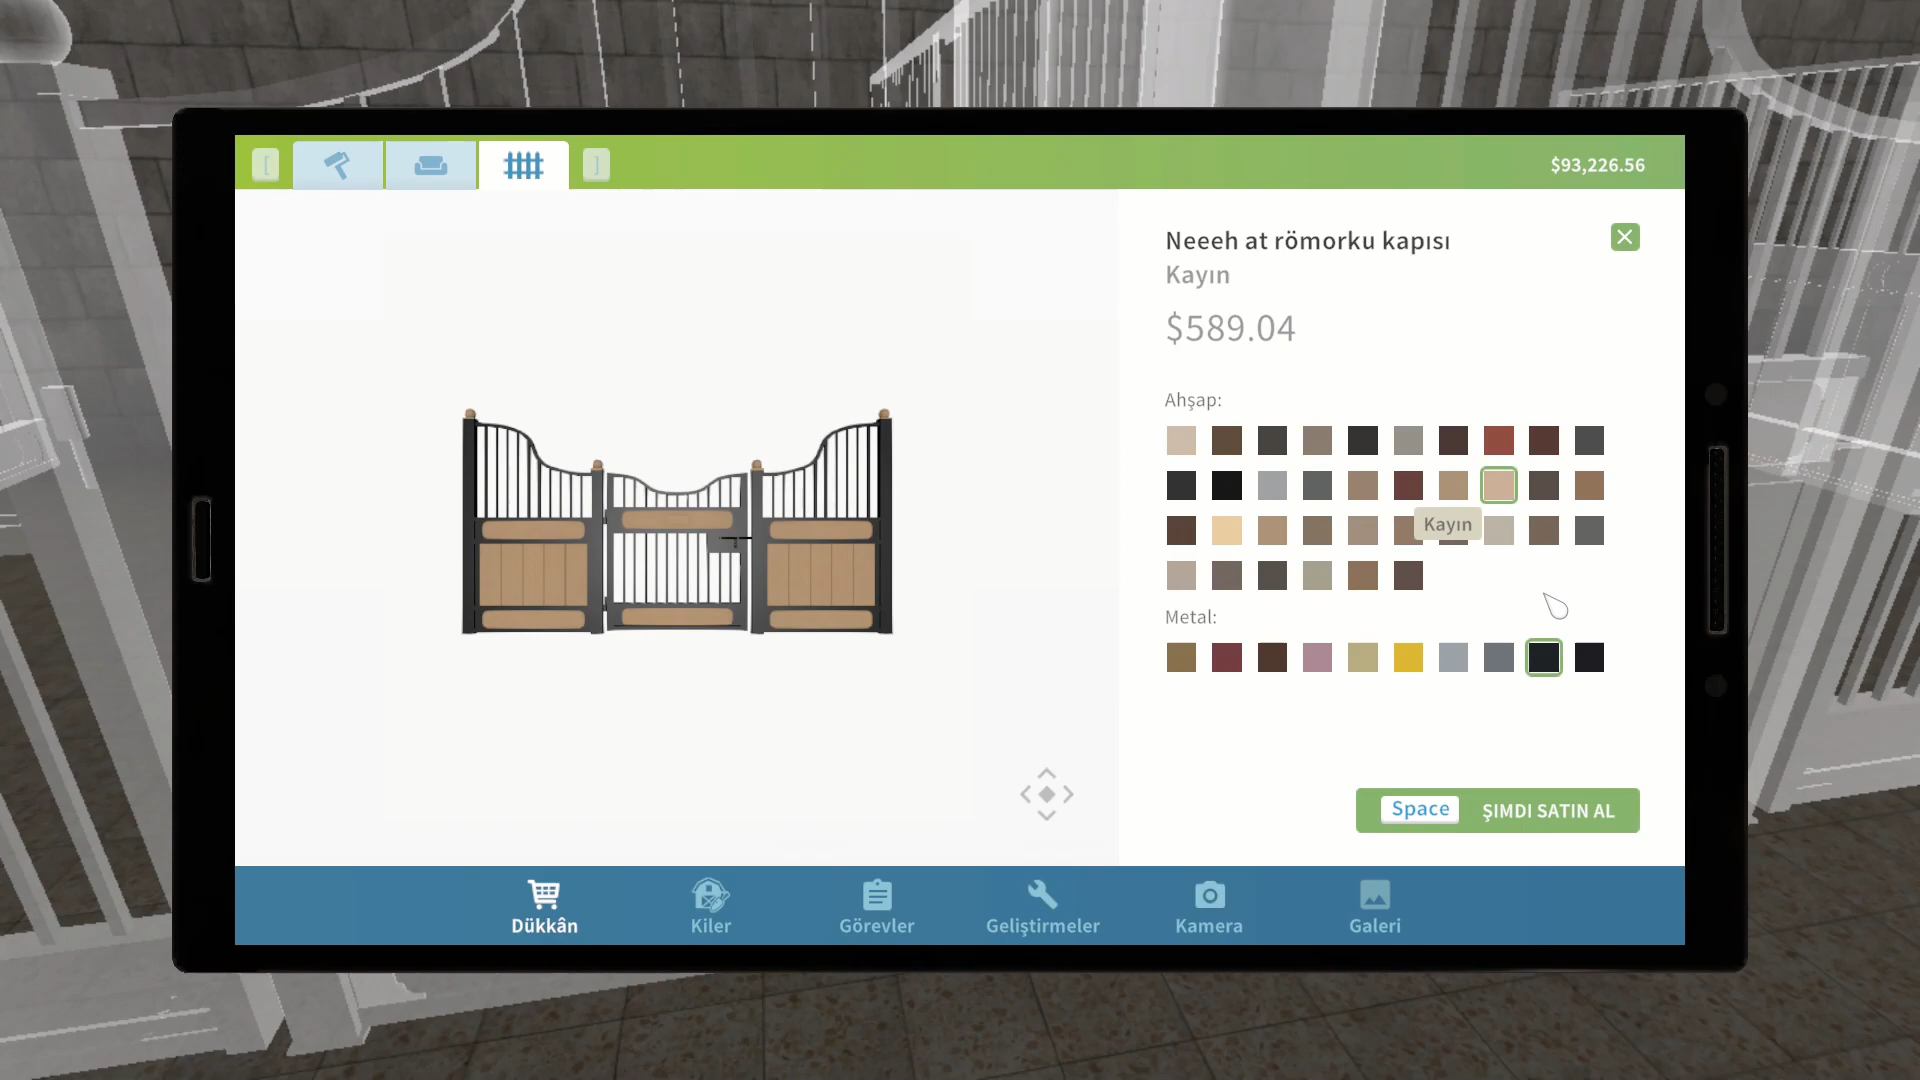 [
]
$93,226.56
Neeeh at römorku kapısı
Kayın
$589.04
Ahşap:
Kayın
Metal:
Space ŞIMDI SATIN AL
Dükkân
Kiler
Görevler
Geliştirmeler
Kamera
Galeri